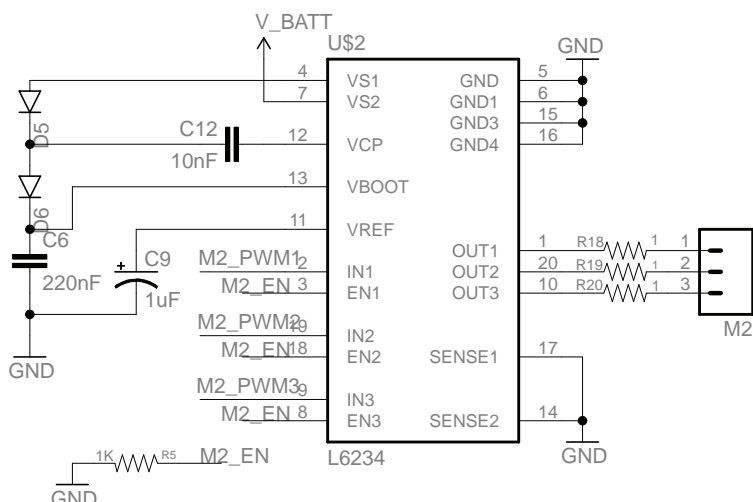 V_BATT
U$2
GND
4 VS1 GND 5
7 VS2 GND1 6
GND3 15
C12 12 VCP GND4 16
10nF
D5
13 VBOOT
D6
11 VREF
C6
220nF
C9
1uF
OUT1 1 R18 1 1
M2_PWM1 2 IN1 OUT2 20 R19 1 2
M2_EN 3 EN1 OUT3 10 R20 1 3
M2
M2_PWM2 19 IN2
M2_EN 18 EN2 SENSE1 17
GND
M2_PWM3 9 IN3
M2_EN 8 EN3 SENSE2 14
1K R5 M2_EN L6234 GND
GND